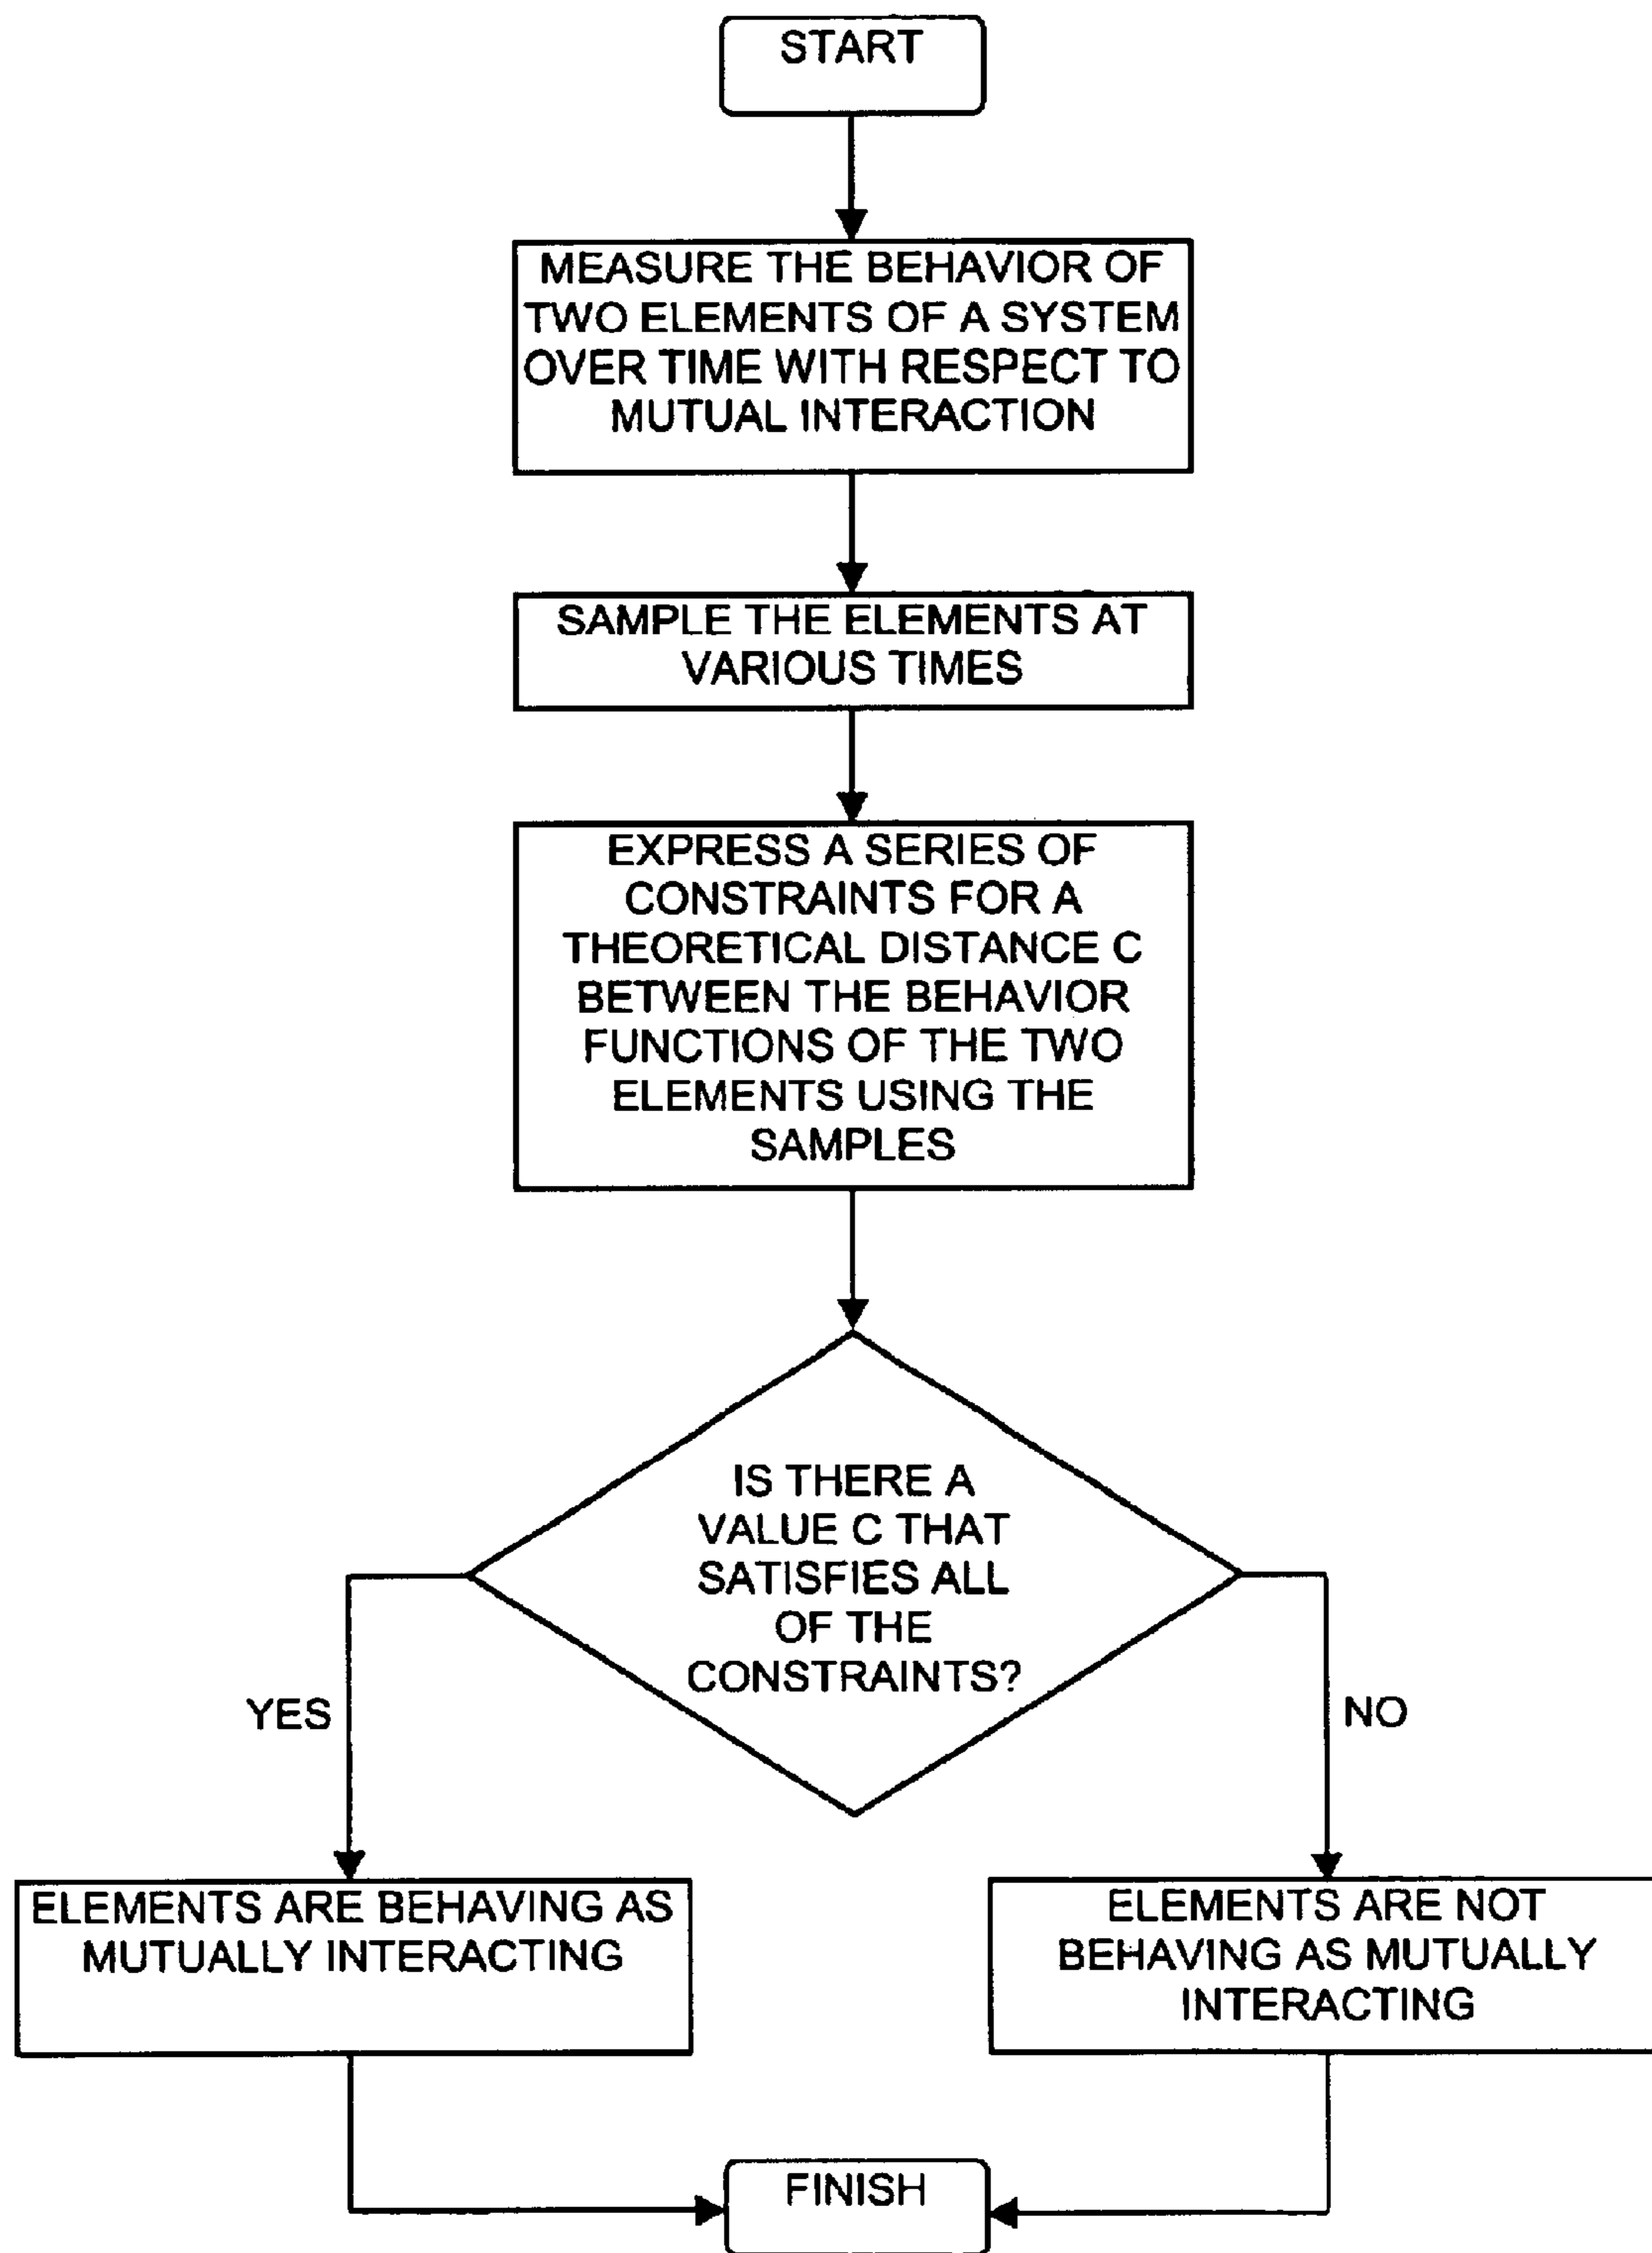 START
MEASURE THE BEHAVIOR OF
TWO ELEMENTS OF A SYSTEM
OVER TIME WITH RESPECT TO
MUTUAL INTERACTION
SAMPLE THE ELEMENTS AT
VARIOUS TIMES
EXPRESS A SERIES OF
CONSTRAINTS FOR A
THEORETICAL DISTANCE C
BETWEEN THE BEHAVIOR
FUNCTIONS OF THE TWO
ELEMENTS USING THE
SAMPLES
IS THERE A
VALUE C THAT
SATISFIES ALL
OF THE
CONSTRAINTS?
YES
NO
ELEMENTS ARE BEHAVING AS
MUTUALLY INTERACTING
ELEMENTS ARE NOT
BEHAVING AS MUTUALLY
INTERACTING
FINISH